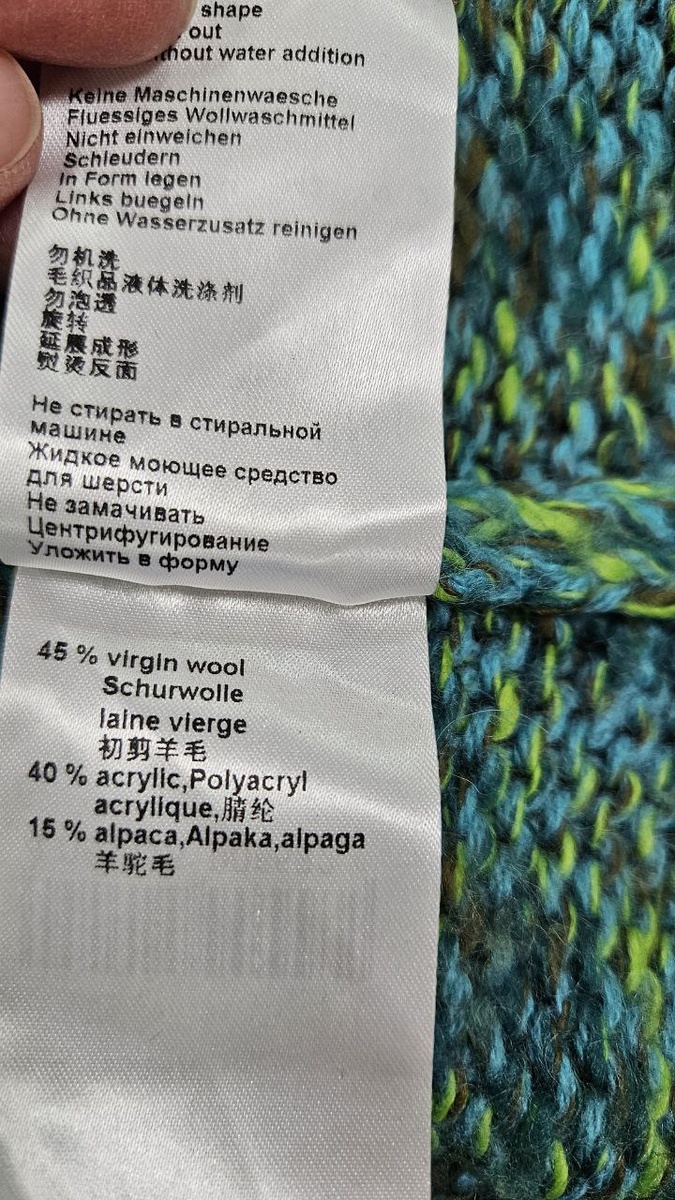 shape
out
without water addition
Keine Maschinenwaesche
Fluessiges Wollwaschmittel
Nicht einweichen
Schleudern
In Form legen
Links buegeln
Ohne Wasserzusatz reinigen
勿机洗
毛织品液体洗涤剂
勿泡透
旋转
延展成形
熨烫反面
Не стирать в стиральной
машине
Жидкое моющее средство
для шерсти
Не замачивать
Центрифугирование
Уложить в форму
45 % virgin wool
Schurwolle
laine vierge
初剪羊毛
40 % acrylic,Polyacryl
acrylique,腈纶
15 % alpaca,Alpaka,alpaga
羊驼毛